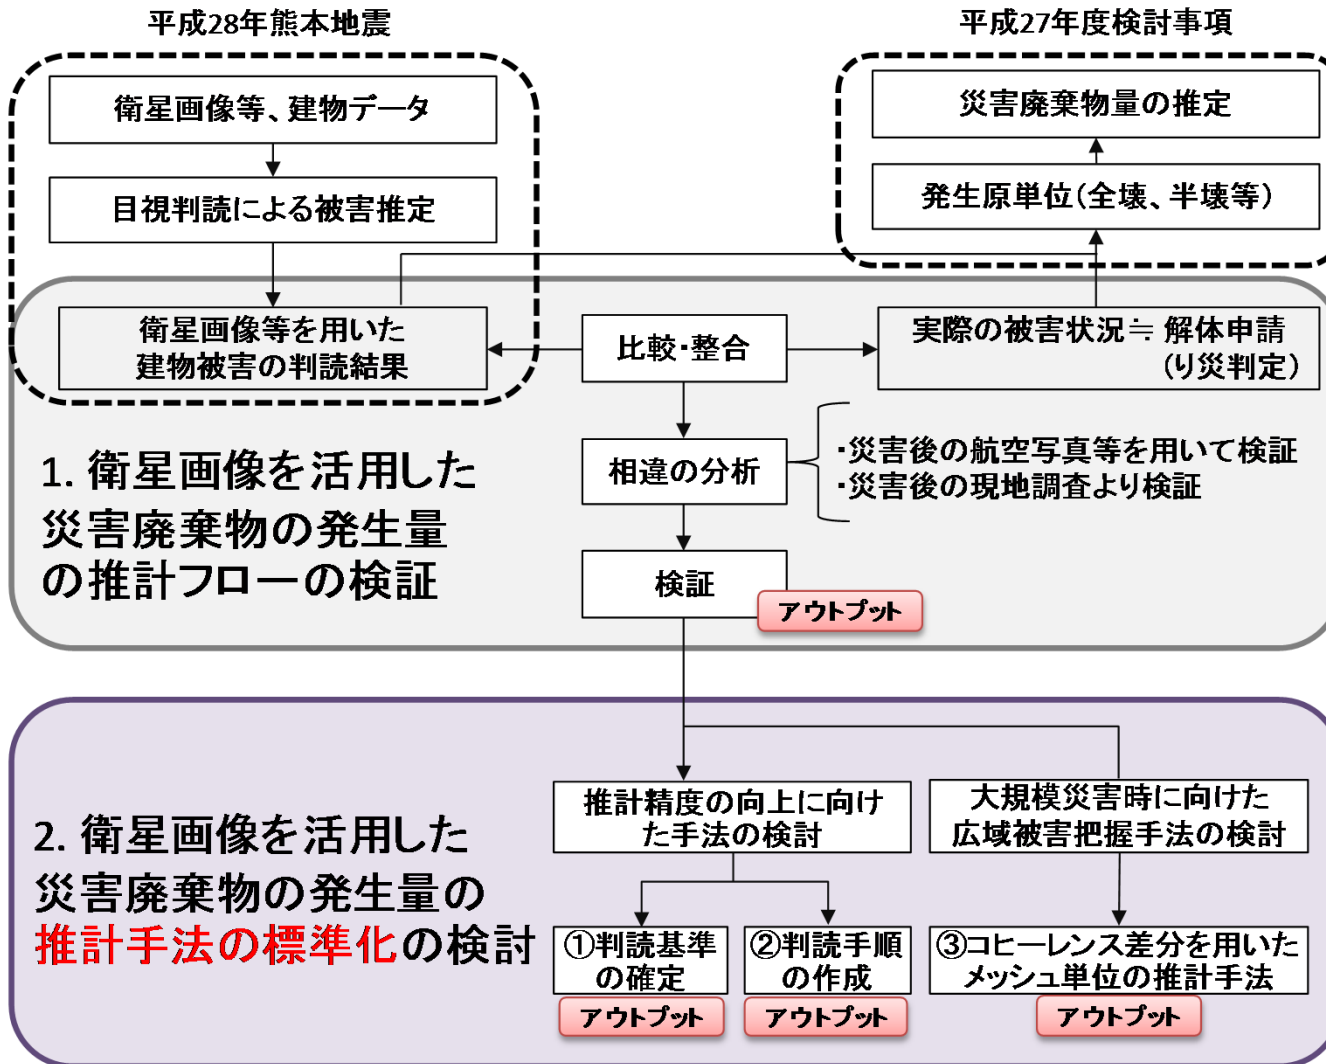 平成28年熊本地震
平成27年度検討事項
衛星画像等、建物データ
災害廃棄物量の推定
目視判読による被害推定
発生原単位（全壊、半壊等）
衛星画像等を用いた
建物被害の判読結果
比較・整合
実際の被害状況≒ 解体申請
（り災判定）
相違の分析
・災害後の航空写真等を用いて検証
・災害後の現地調査より検証
1. 衛星画像を活用した
災害廃棄物の発生量
の推計フローの検証
検証
アウトプット
2. 衛星画像を活用した
災害廃棄物の発生量の
推計手法の標準化の検討
推計精度の向上に向け
た手法の検討
大規模災害時に向けた
広域被害把握手法の検討
①判読基準
の確定
アウトプット
②判読手順
の作成
アウトプット
③コヒーレンス差分を用いた
メッシュ単位の推計手法
アウトプット